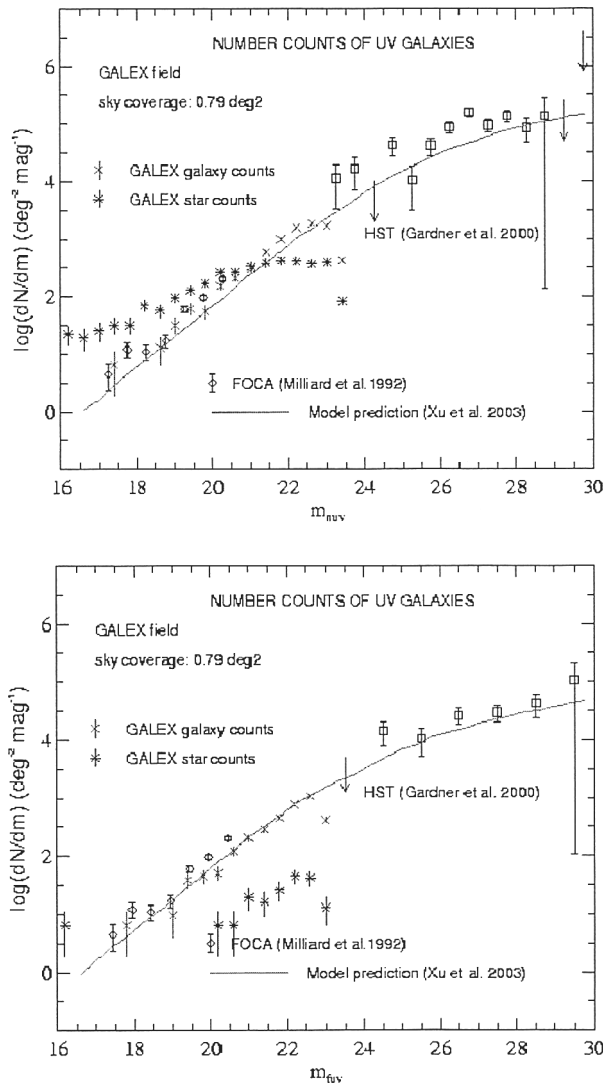 NUMBER COUNTS OF UV GALAXIES
GALEX field
sky coverage: 0.79 deg2
GALEX galaxy counts
GALEX star counts
HST (Gardner et al. 2000)
FOCA (Milliard et al. 1992)
Model prediction (Xu et al. 2003)
log(dN/dm) (deg⁻² mag⁻¹)
6
4
2
0
16 18 20 22 24 26 28 30
m_nuv
NUMBER COUNTS OF UV GALAXIES
GALEX field
sky coverage: 0.79 deg2
GALEX galaxy counts
GALEX star counts
HST (Gardner et al. 2000)
FOCA (Milliard et al. 1992)
Model prediction (Xu et al. 2003)
log(dN/dm) (deg⁻² mag⁻¹)
6
4
2
0
16 18 20 22 24 26 28 30
m_fuv